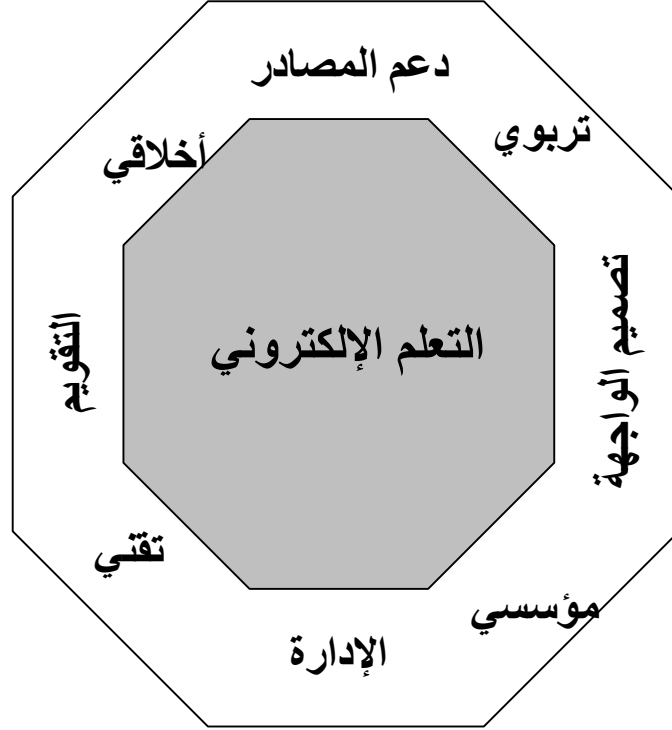 دعم المصادر
تربوي
أخلاقي
تصميم الواجهة
التعلم الإلكتروني
التقويم
تقني
مؤسسي
الإدارة